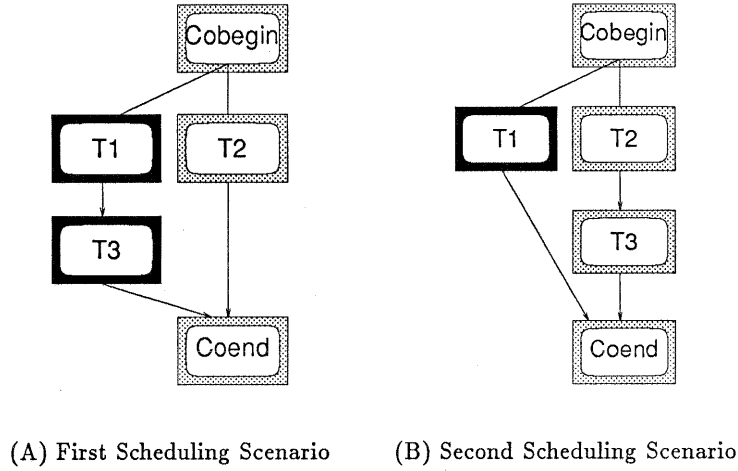 Cobegin
T1
T2
T3
Coend
(A) First Scheduling Scenario
Cobegin
T1
T2
T3
Coend
(B) Second Scheduling Scenario